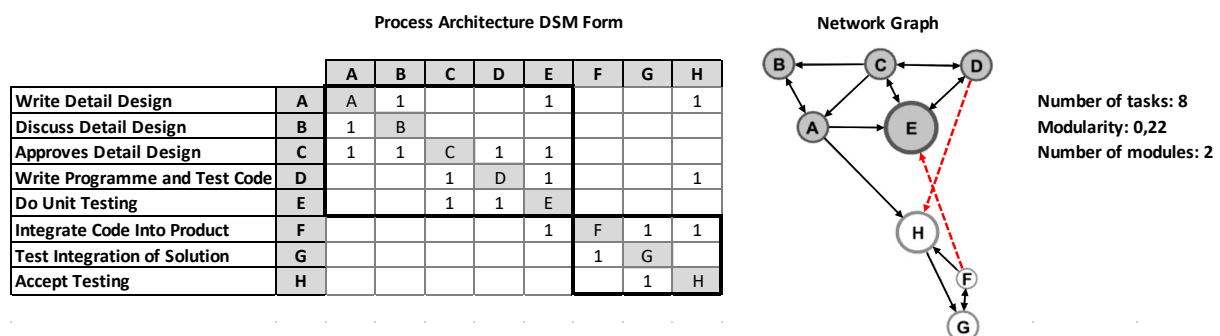 Process Architecture DSM Form
Network Graph
A B C D E F G H
Write Detail Design A A 1 1 1
Discuss Detail Design B 1 B
Approves Detail Design C 1 1 C 1 1
Write Programme and Test Code D 1 D 1 1
Do Unit Testing E 1 1 E
Integrate Code Into Product F 1 F 1 1
Test Integration of Solution G 1 G
Accept Testing H 1 H
B C D
A E
H
F
G
Number of tasks: 8
Modularity: 0,22
Number of modules: 2